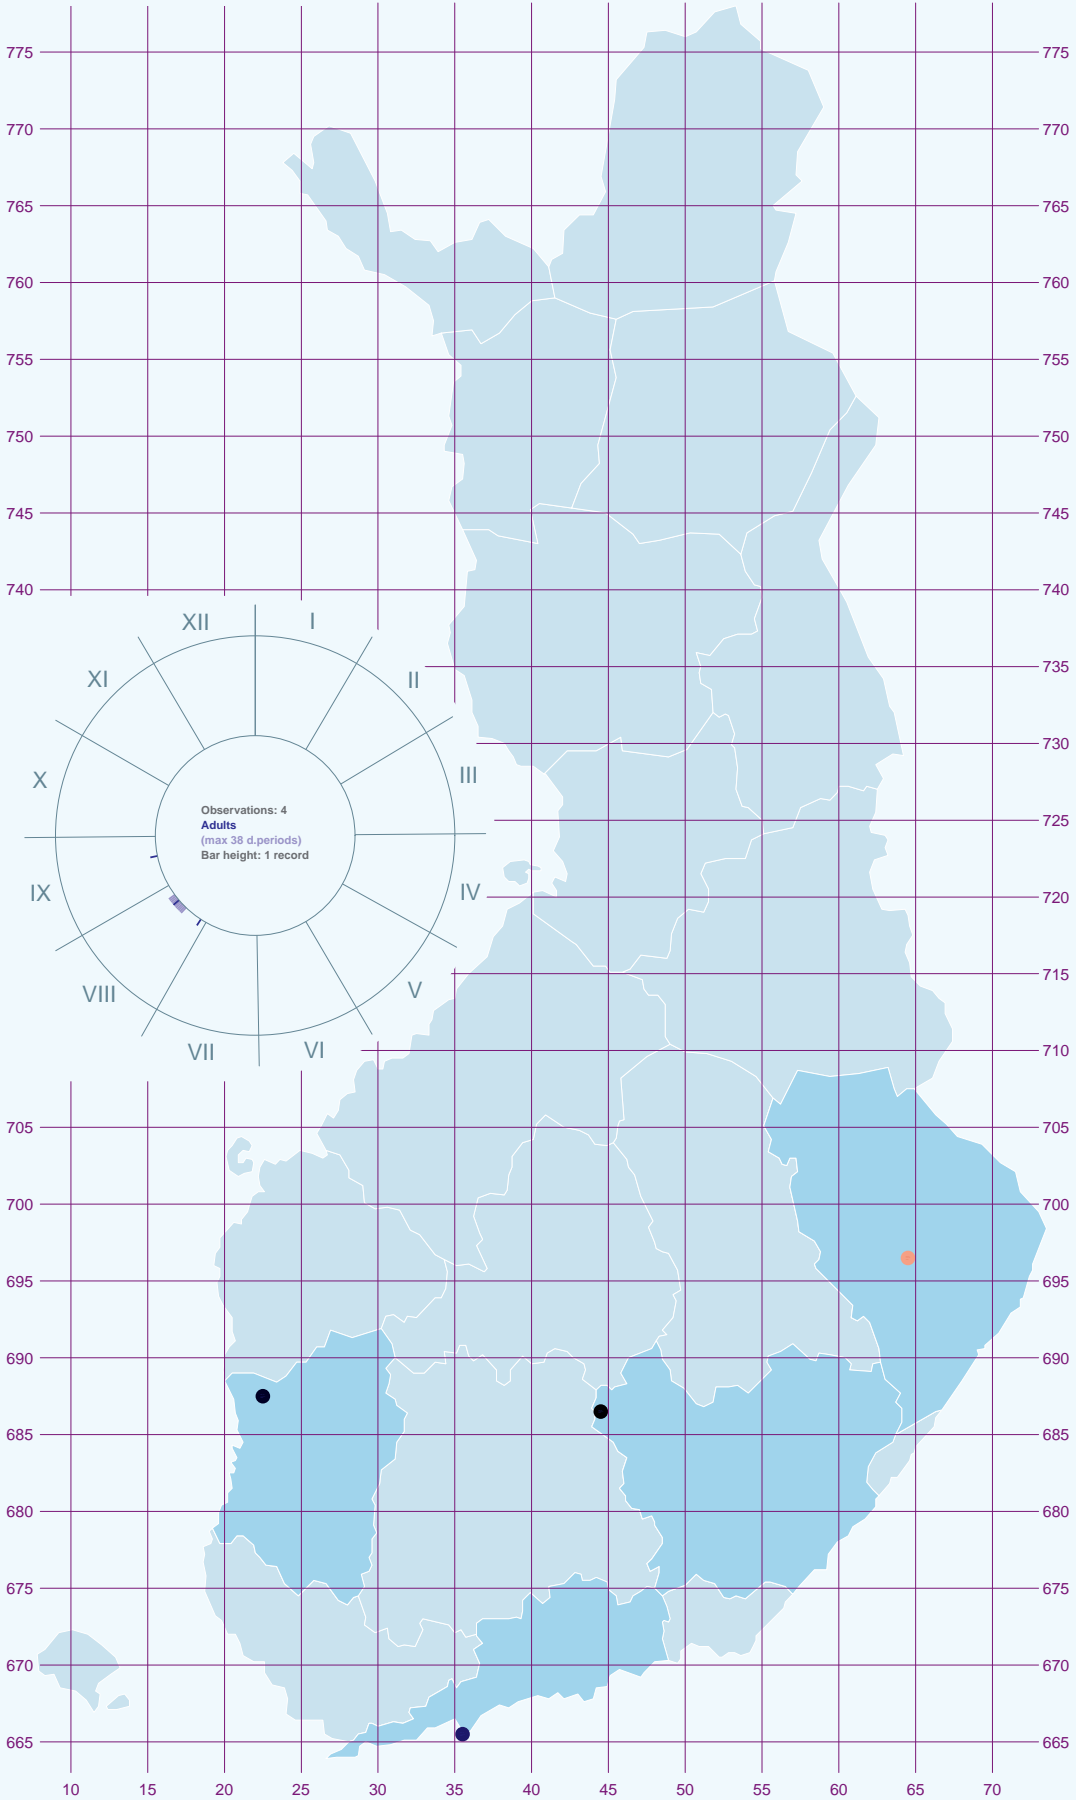 775 775
770 770
765 765
760 760
755 755
750 750
745 745
740 740
XII I
735
XI II
730
X III
Observations: 4
Adults
(max 38 d.periods)
Bar height: 1 record
725
IX IV
720
VIII V
715
VII VI
710
705 705
700 700
695 695
690 690
685 685
680 680
675 675
670 670
665 665
10 15 20 25 30 35 40 45 50 55 60 65 70